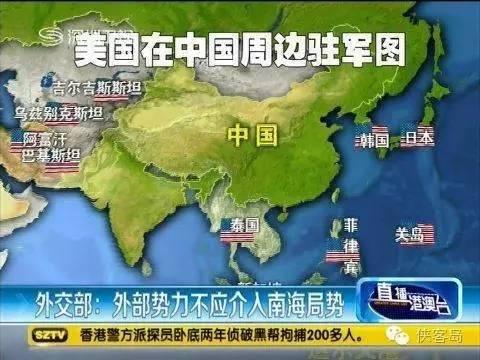 深圳卫视
美国在中国周边驻军图
吉尔吉斯斯坦
乌兹别克斯坦
阿富汗
巴基斯坦
中国
韩国
日本
泰国
菲律宾
关岛
外交部：外部势力不应介入南海局势
直播港澳台
SZTV
香港警方派探员卧底两年侦破黑帮拘捕200多人。
侠客岛